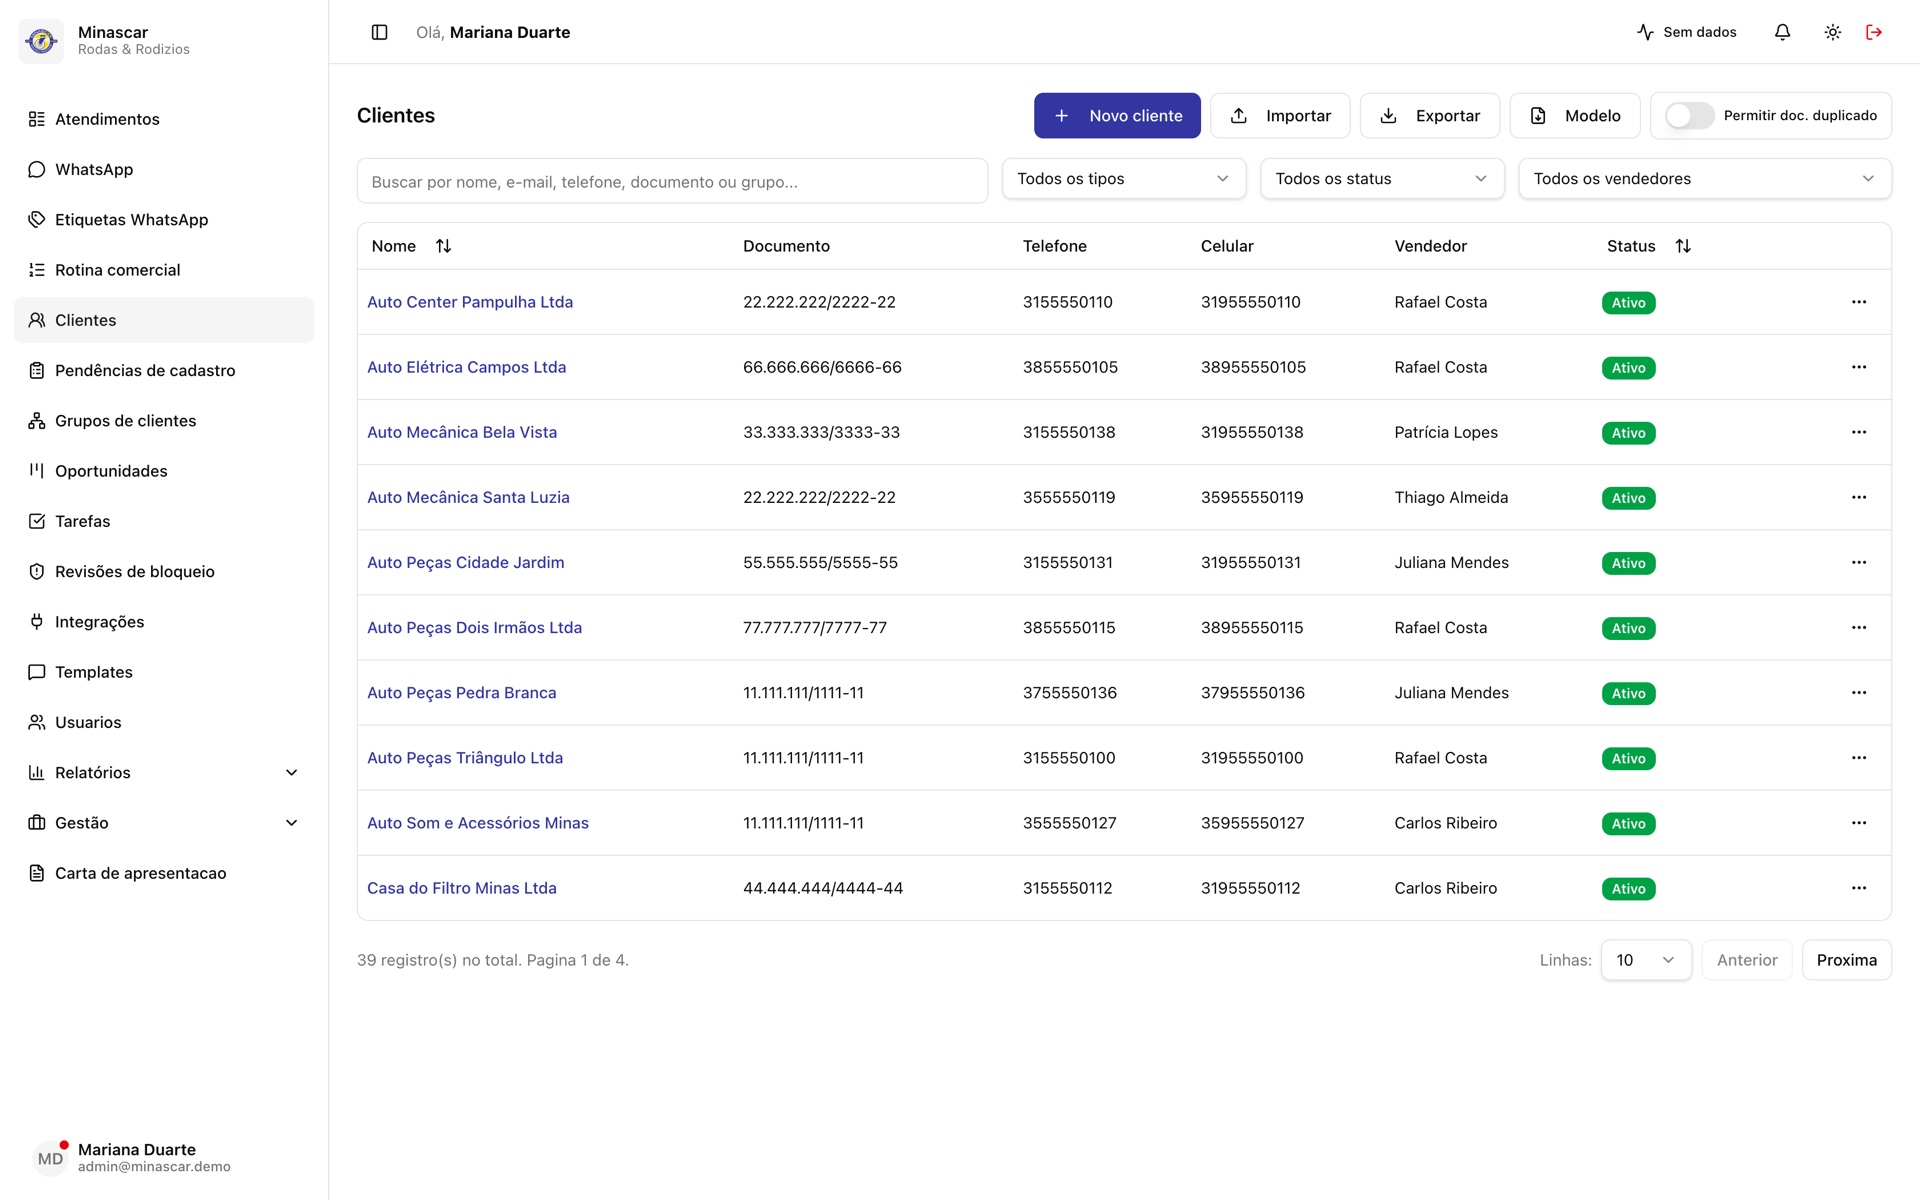 Minascar
Rodas & Rodizios
Atendimentos
WhatsApp
Etiquetas WhatsApp
Rotina comercial
Clientes
Pendências de cadastro
Grupos de clientes
Oportunidades
Tarefas
Revisões de bloqueio
Integrações
Templates
Usuarios
Relatórios
Gestão
Carta de apresentacao
MD
Mariana Duarte
admin@minascar.demo
Olá, Mariana Duarte
Sem dados
Clientes
Novo cliente
Importar
Exportar
Modelo
Permitir doc. duplicado
Buscar por nome, e-mail, telefone, documento ou grupo...
Todos os tipos
Todos os status
Todos os vendedores
Nome Documento Telefone Celular Vendedor Status
Auto Center Pampulha Ltda 22.222.222/2222-22 3155550110 31955550110 Rafael Costa Ativo
Auto Elétrica Campos Ltda 66.666.666/6666-66 3855550105 38955550105 Rafael Costa Ativo
Auto Mecânica Bela Vista 33.333.333/3333-33 3155550138 31955550138 Patrícia Lopes Ativo
Auto Mecânica Santa Luzia 22.222.222/2222-22 3555550119 35955550119 Thiago Almeida Ativo
Auto Peças Cidade Jardim 55.555.555/5555-55 3155550131 31955550131 Juliana Mendes Ativo
Auto Peças Dois Irmãos Ltda 77.777.777/7777-77 3855550115 38955550115 Rafael Costa Ativo
Auto Peças Pedra Branca 11.111.111/1111-11 3755550136 37955550136 Juliana Mendes Ativo
Auto Peças Triângulo Ltda 11.111.111/1111-11 3155550100 31955550100 Rafael Costa Ativo
Auto Som e Acessórios Minas 11.111.111/1111-11 3555550127 35955550127 Carlos Ribeiro Ativo
Casa do Filtro Minas Ltda 44.444.444/4444-44 3155550112 31955550112 Carlos Ribeiro Ativo
39 registro(s) no total. Pagina 1 de 4.
Linhas: 10 Anterior Proxima